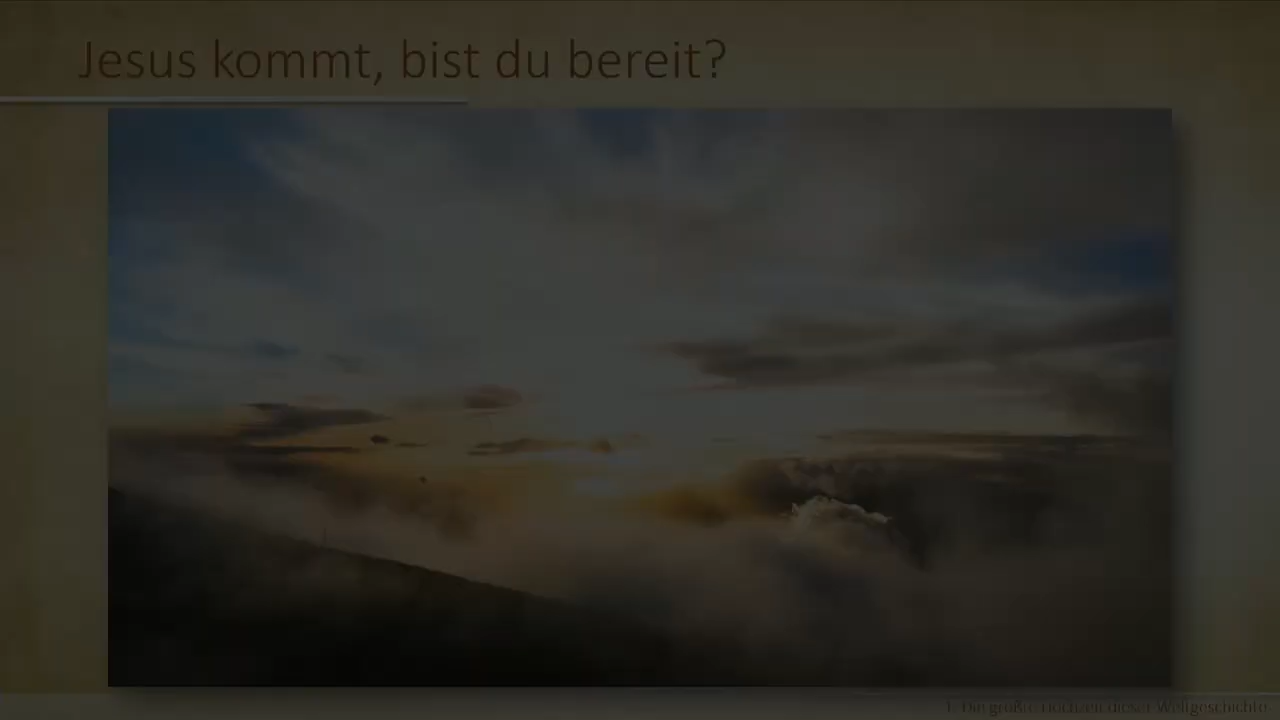 Jesus kommt, bist du bereit?
1. Die größte Hochzeit dieser Weltgeschichte